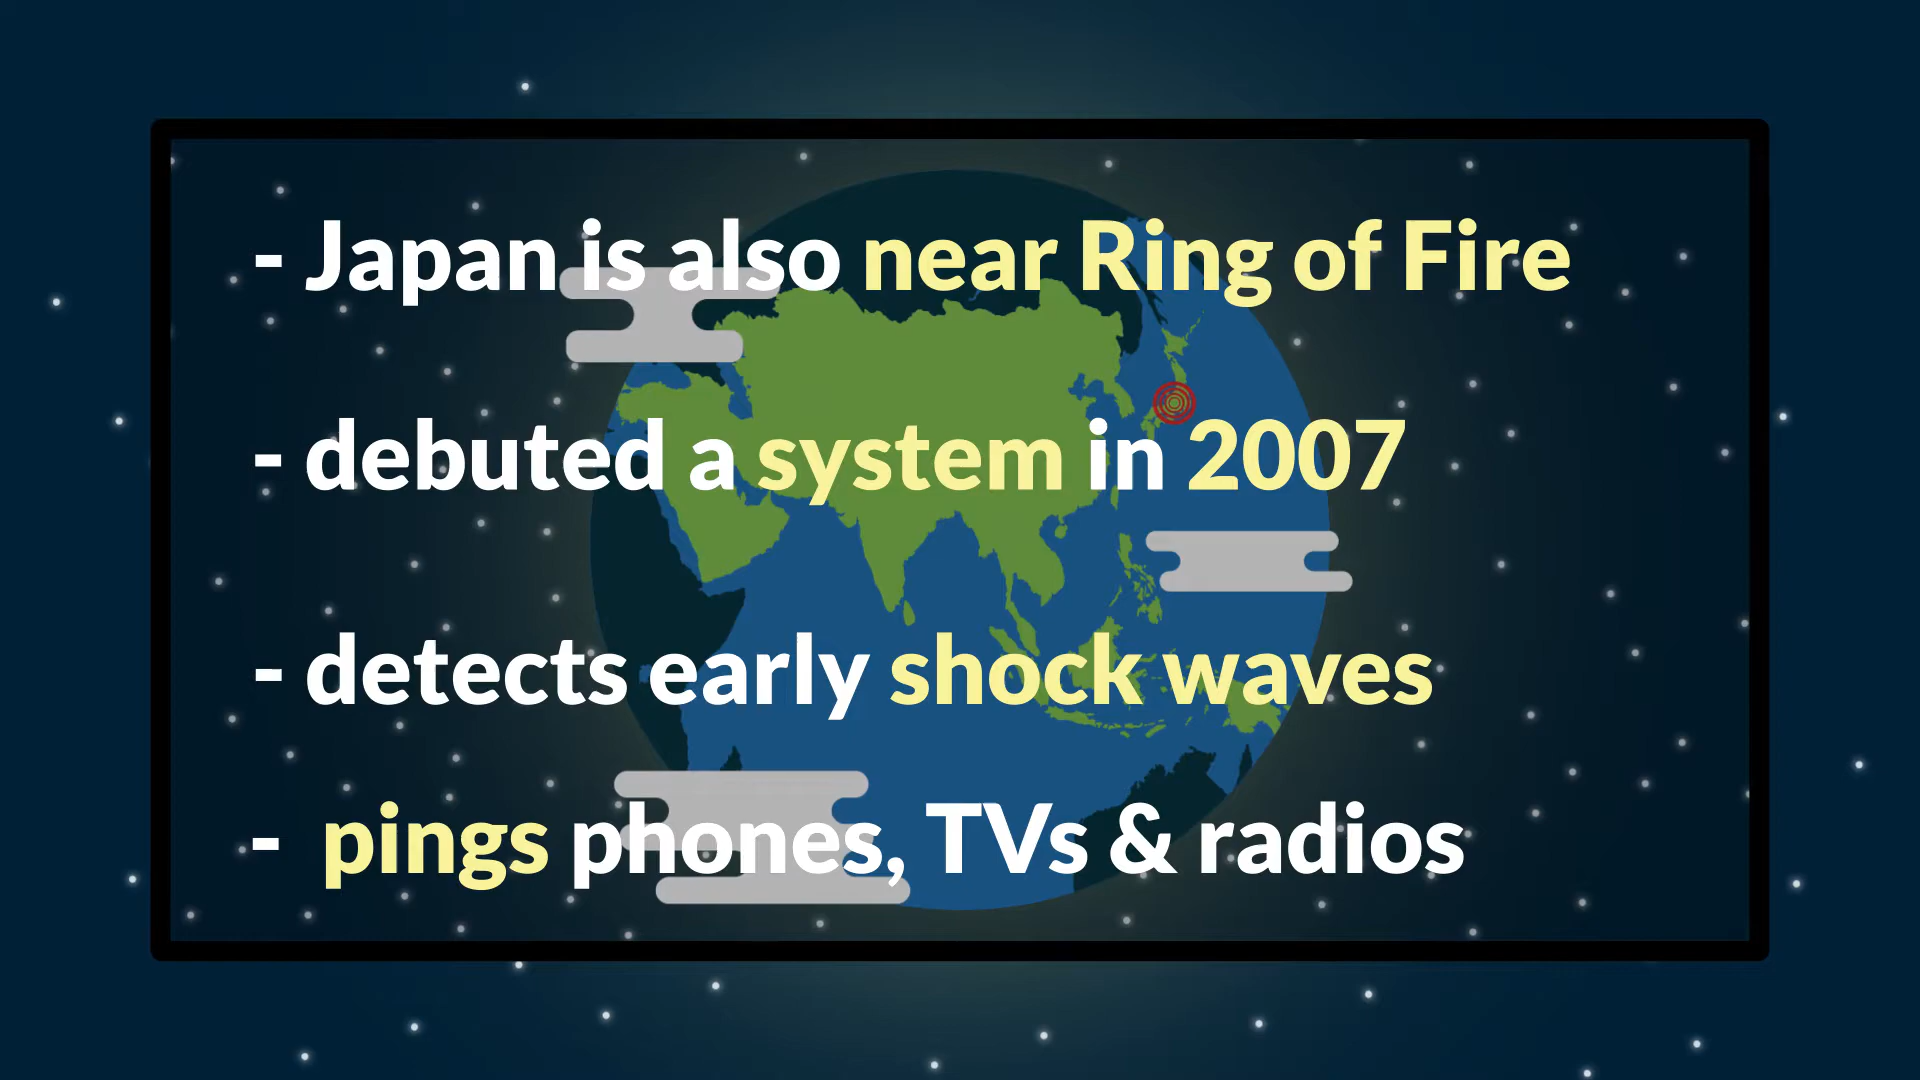 - Japan is also near Ring of Fire
- debuted a system in 2007
- detects early shock waves
- pings phones, TVs & radios